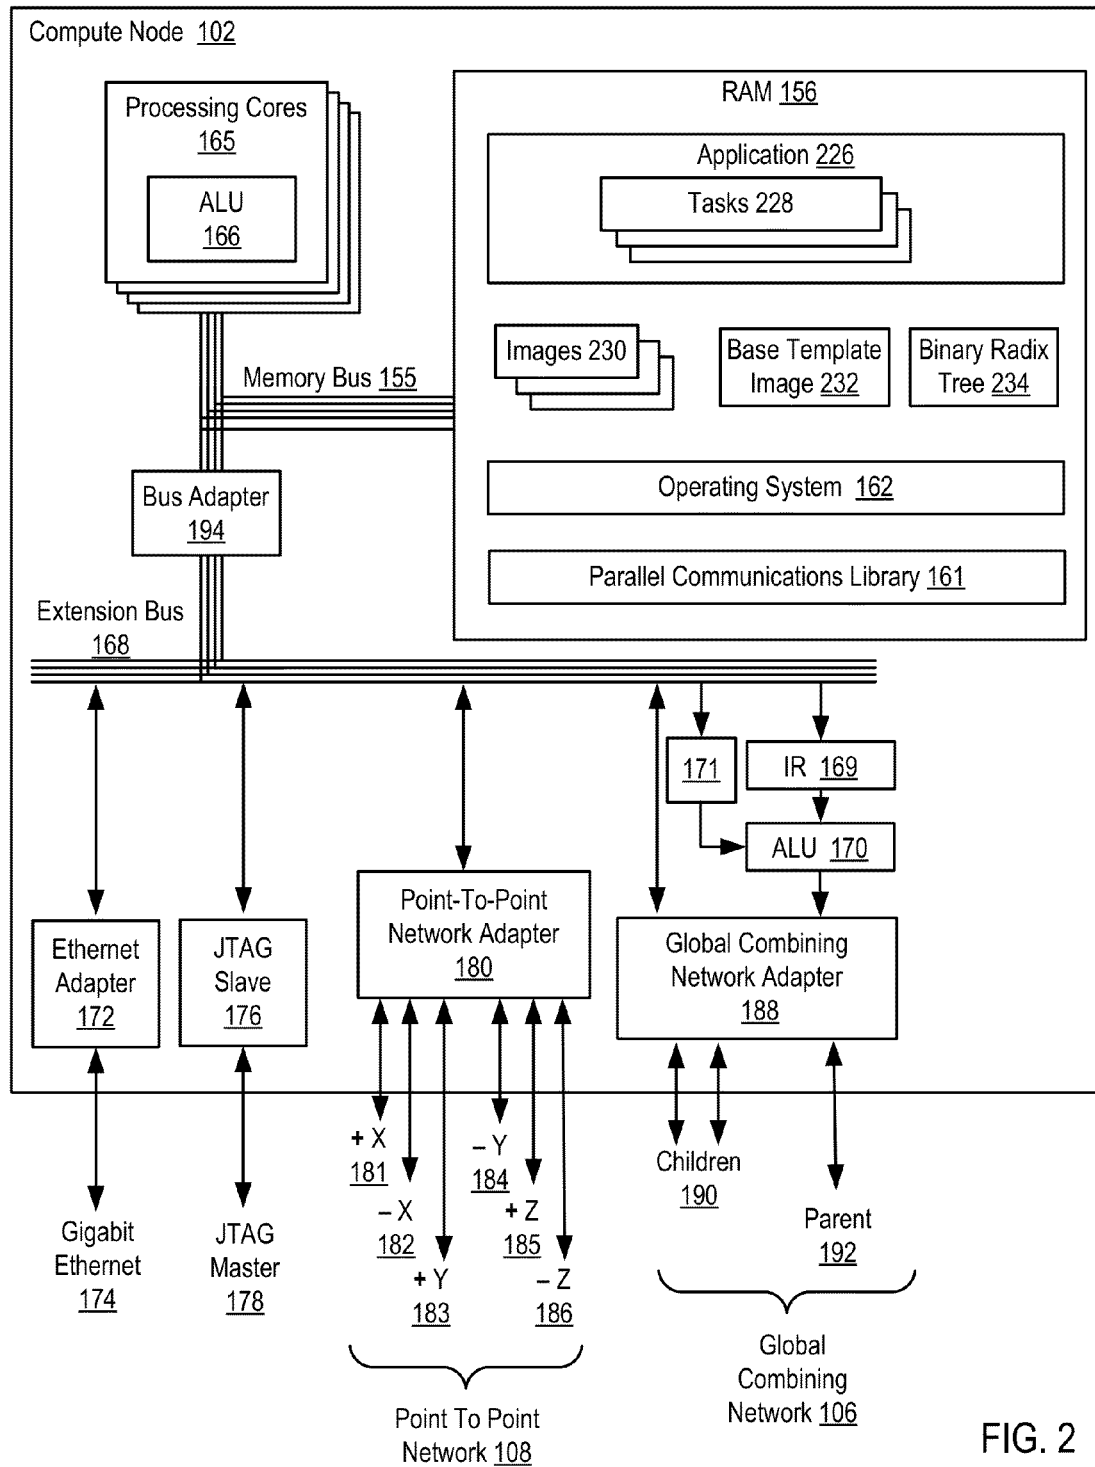 Compute Node 102
Processing Cores
165
ALU
166
RAM 156
Application 226
Tasks 228
Images 230
Base Template
Image 232
Binary Radix
Tree 234
Memory Bus 155
Operating System 162
Bus Adapter
194
Parallel Communications Library 161
Extension Bus
168
171
IR 169
ALU 170
Ethernet
Adapter
172
JTAG
Slave
176
Point-To-Point
Network Adapter
180
Global Combining
Network Adapter
188
+ X
181
– X
182
+ Y
183
– Y
184
+ Z
185
– Z
186
Children
190
Parent
192
Gigabit
Ethernet
174
JTAG
Master
178
Point To Point
Network 108
Global
Combining
Network 106
FIG. 2